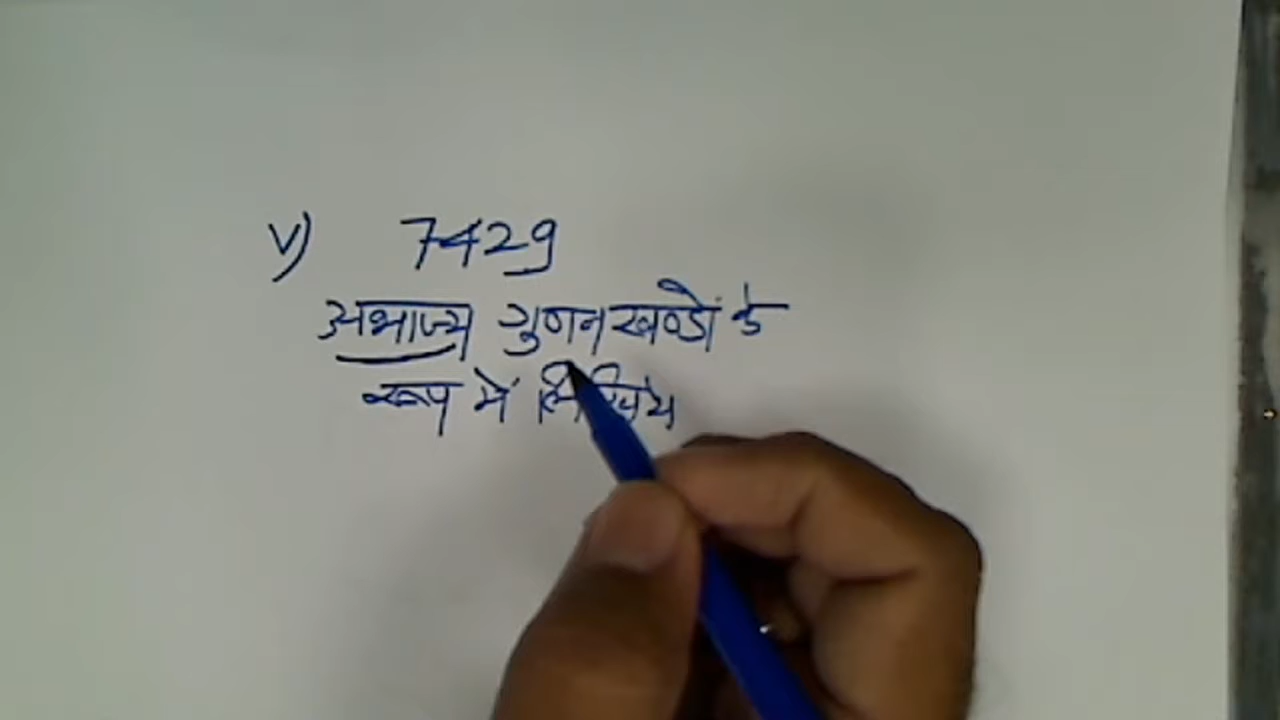 v) 7429
अभाज्य गुणनखण्डो के
रूप में लिखिये